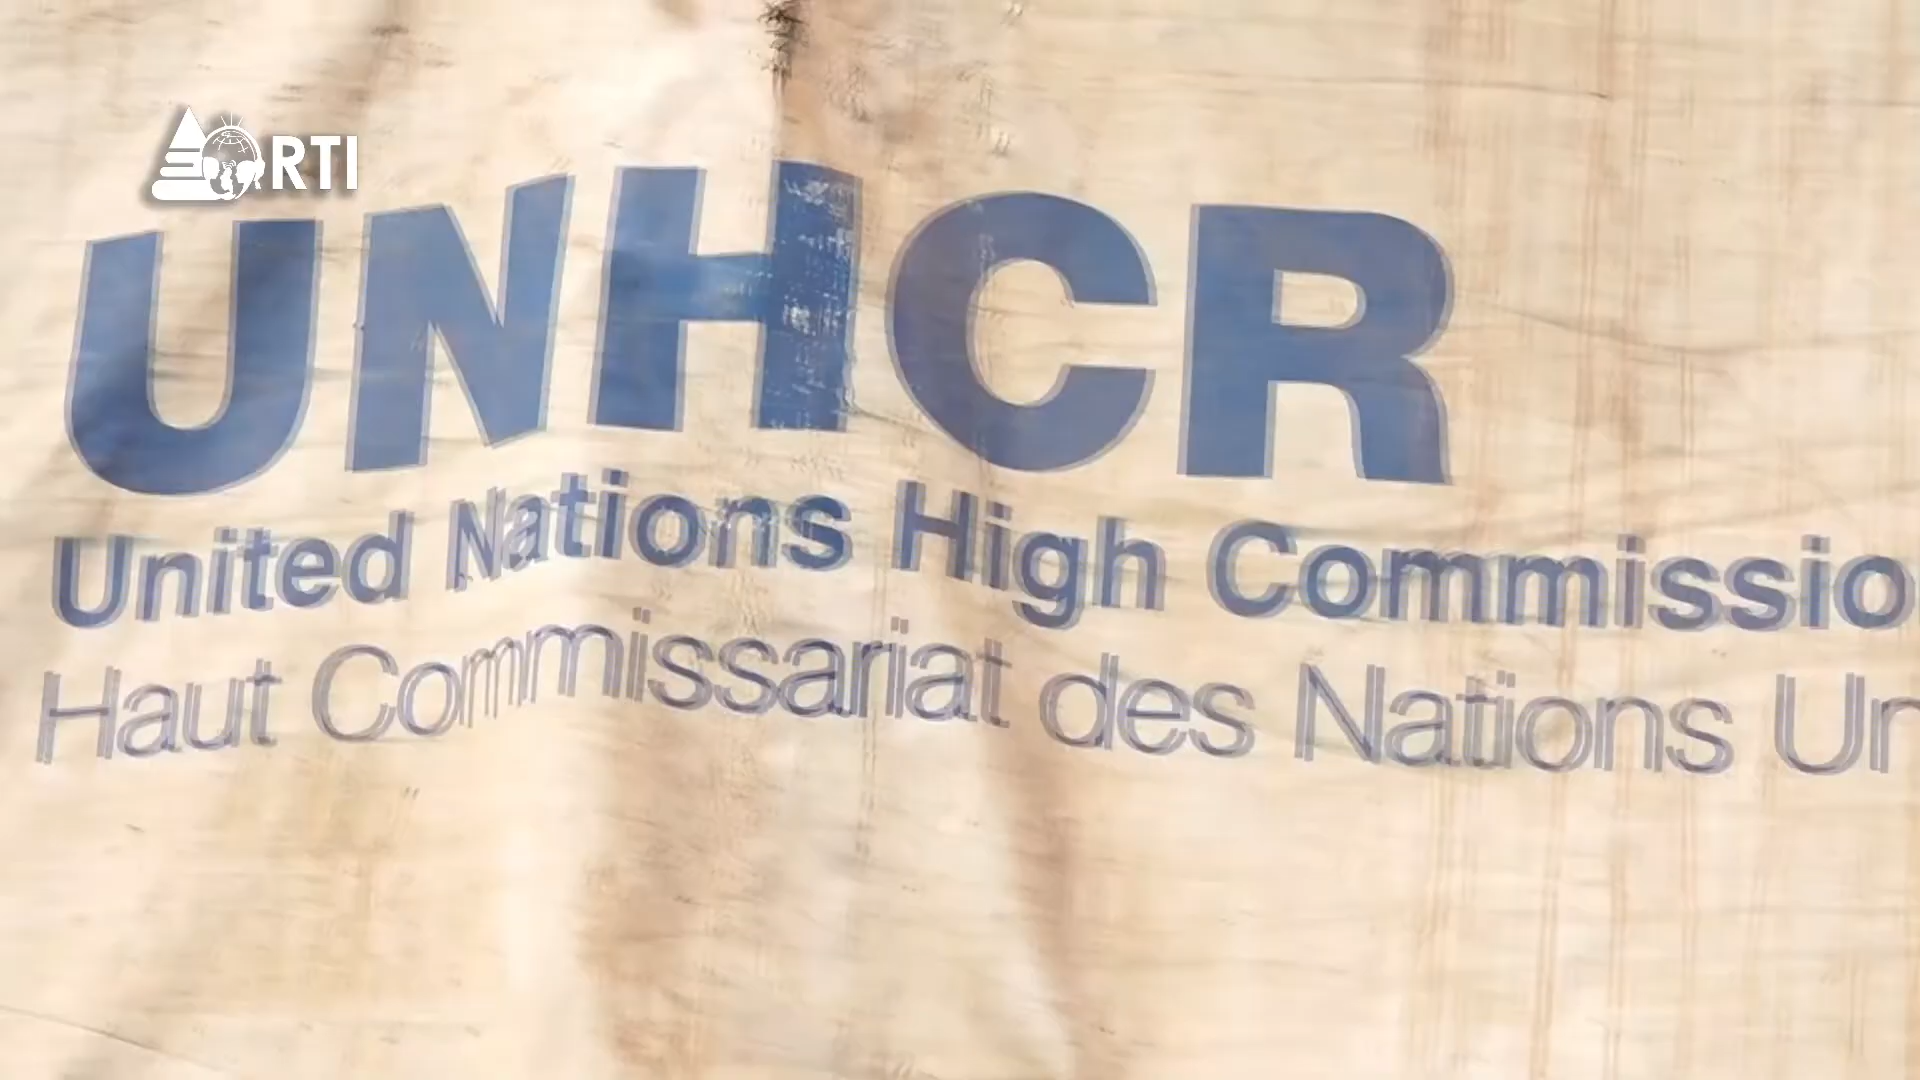 RTI
UNHCR
United Nations High Commissio
Haut Commissariat des Nations Un